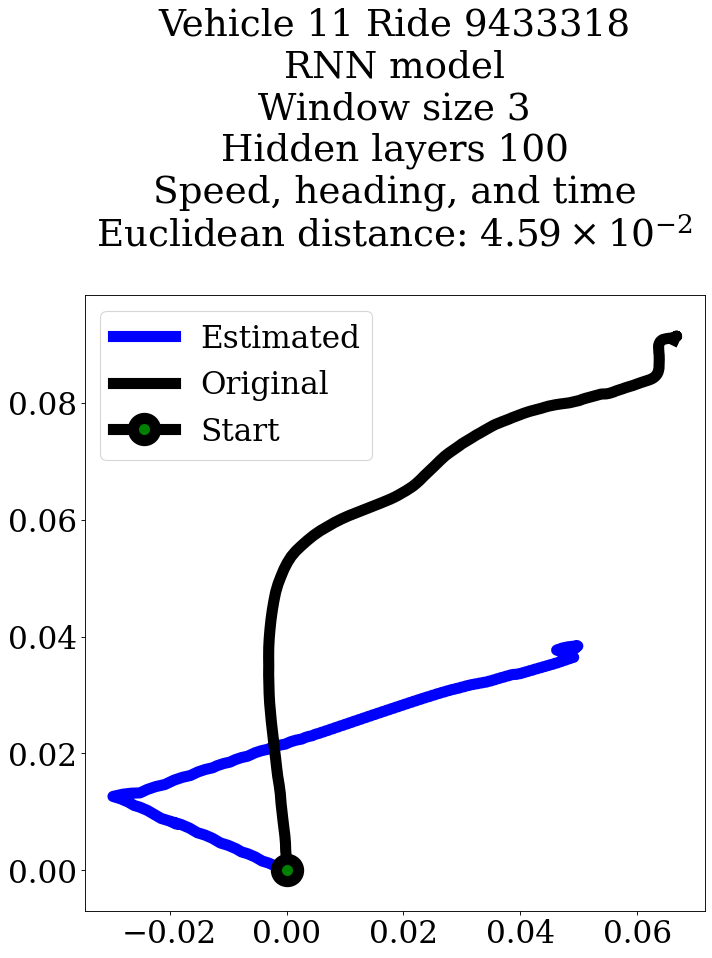 Vehicle 11 Ride 9433318
RNN model
Window size 3
Hidden layers 100
Speed, heading, and time
Euclidean distance: 4.59 × 10⁻²
Estimated
Original
Start
0.08
0.06
0.04
0.02
0.00
−0.02 0.00 0.02 0.04 0.06